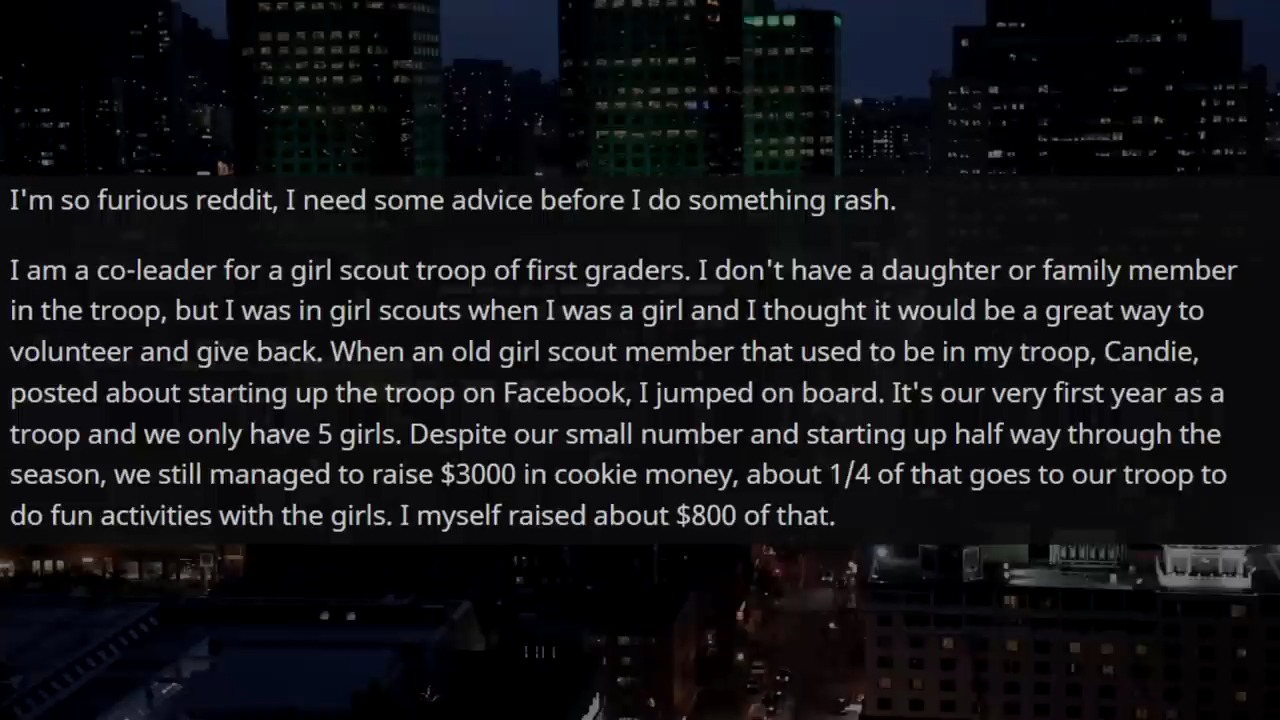 I'm so furious reddit, I need some advice before I do something rash.
I am a co-leader for a girl scout troop of first graders. I don't have a daughter or family member
in the troop, but I was in girl scouts when I was a girl and I thought it would be a great way to
volunteer and give back. When an old girl scout member that used to be in my troop, Candie,
posted about starting up the troop on Facebook, I jumped on board. It's our very first year as a
troop and we only have 5 girls. Despite our small number and starting up half way through the
season, we still managed to raise $3000 in cookie money, about 1/4 of that goes to our troop to
do fun activities with the girls. I myself raised about $800 of that.